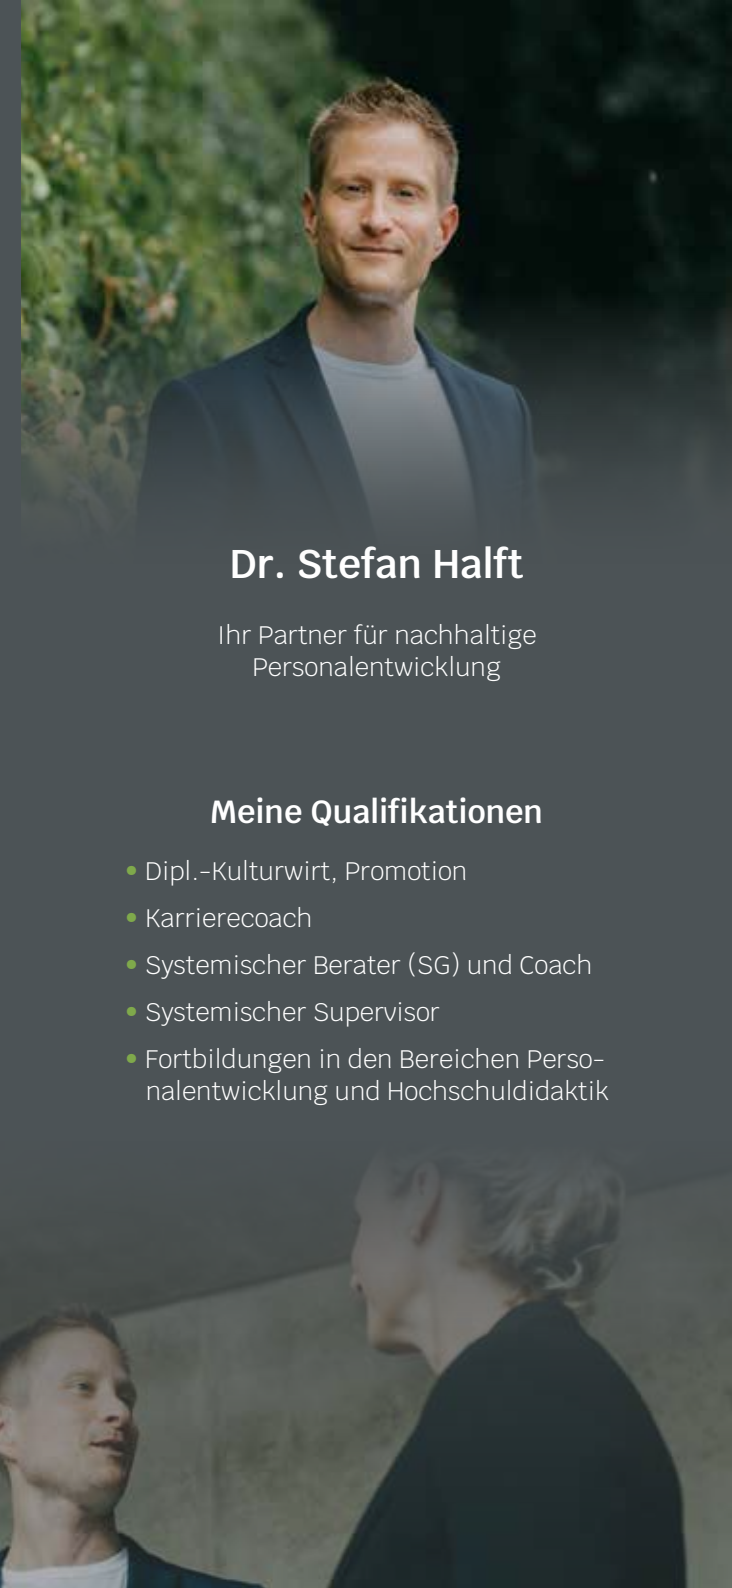 Dr. Stefan Halft
Ihr Partner für nachhaltige
Personalentwicklung
Meine Qualifikationen
• Dipl.-Kulturwirt, Promotion
• Karrierecoach
• Systemischer Berater (SG) und Coach
• Systemischer Supervisor
• Fortbildungen in den Bereichen Perso-
nalentwicklung und Hochschuldidaktik